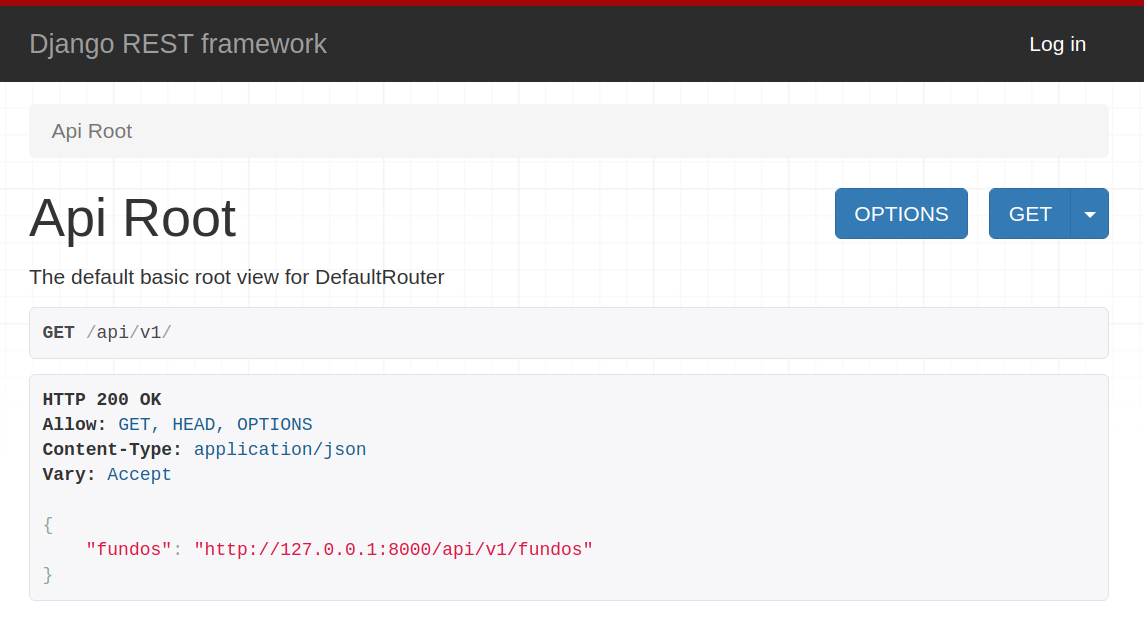 Django REST framework
Log in
Api Root
Api Root
OPTIONS
GET
The default basic root view for DefaultRouter
GET /api/v1/
HTTP 200 OK
Allow: GET, HEAD, OPTIONS
Content-Type: application/json
Vary: Accept
{
    "fundos": "http://127.0.0.1:8000/api/v1/fundos"
}